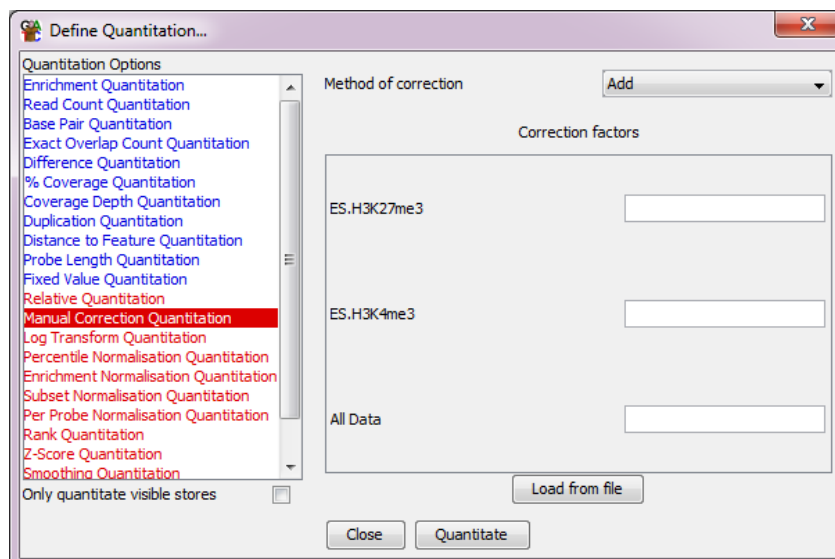 Define Quantitation...
Quantitation Options
Enrichment Quantitation
Read Count Quantitation
Base Pair Quantitation
Exact Overlap Count Quantitation
Difference Quantitation
% Coverage Quantitation
Coverage Depth Quantitation
Duplication Quantitation
Distance to Feature Quantitation
Probe Length Quantitation
Fixed Value Quantitation
Relative Quantitation
Manual Correction Quantitation
Log Transform Quantitation
Percentile Normalisation Quantitation
Enrichment Normalisation Quantitation
Subset Normalisation Quantitation
Per Probe Normalisation Quantitation
Rank Quantitation
Z-Score Quantitation
Smoothing Quantitation
Only quantitate visible stores
Method of correction Add
Correction factors
ES.H3K27me3
ES.H3K4me3
All Data
Load from file
Close Quantitate